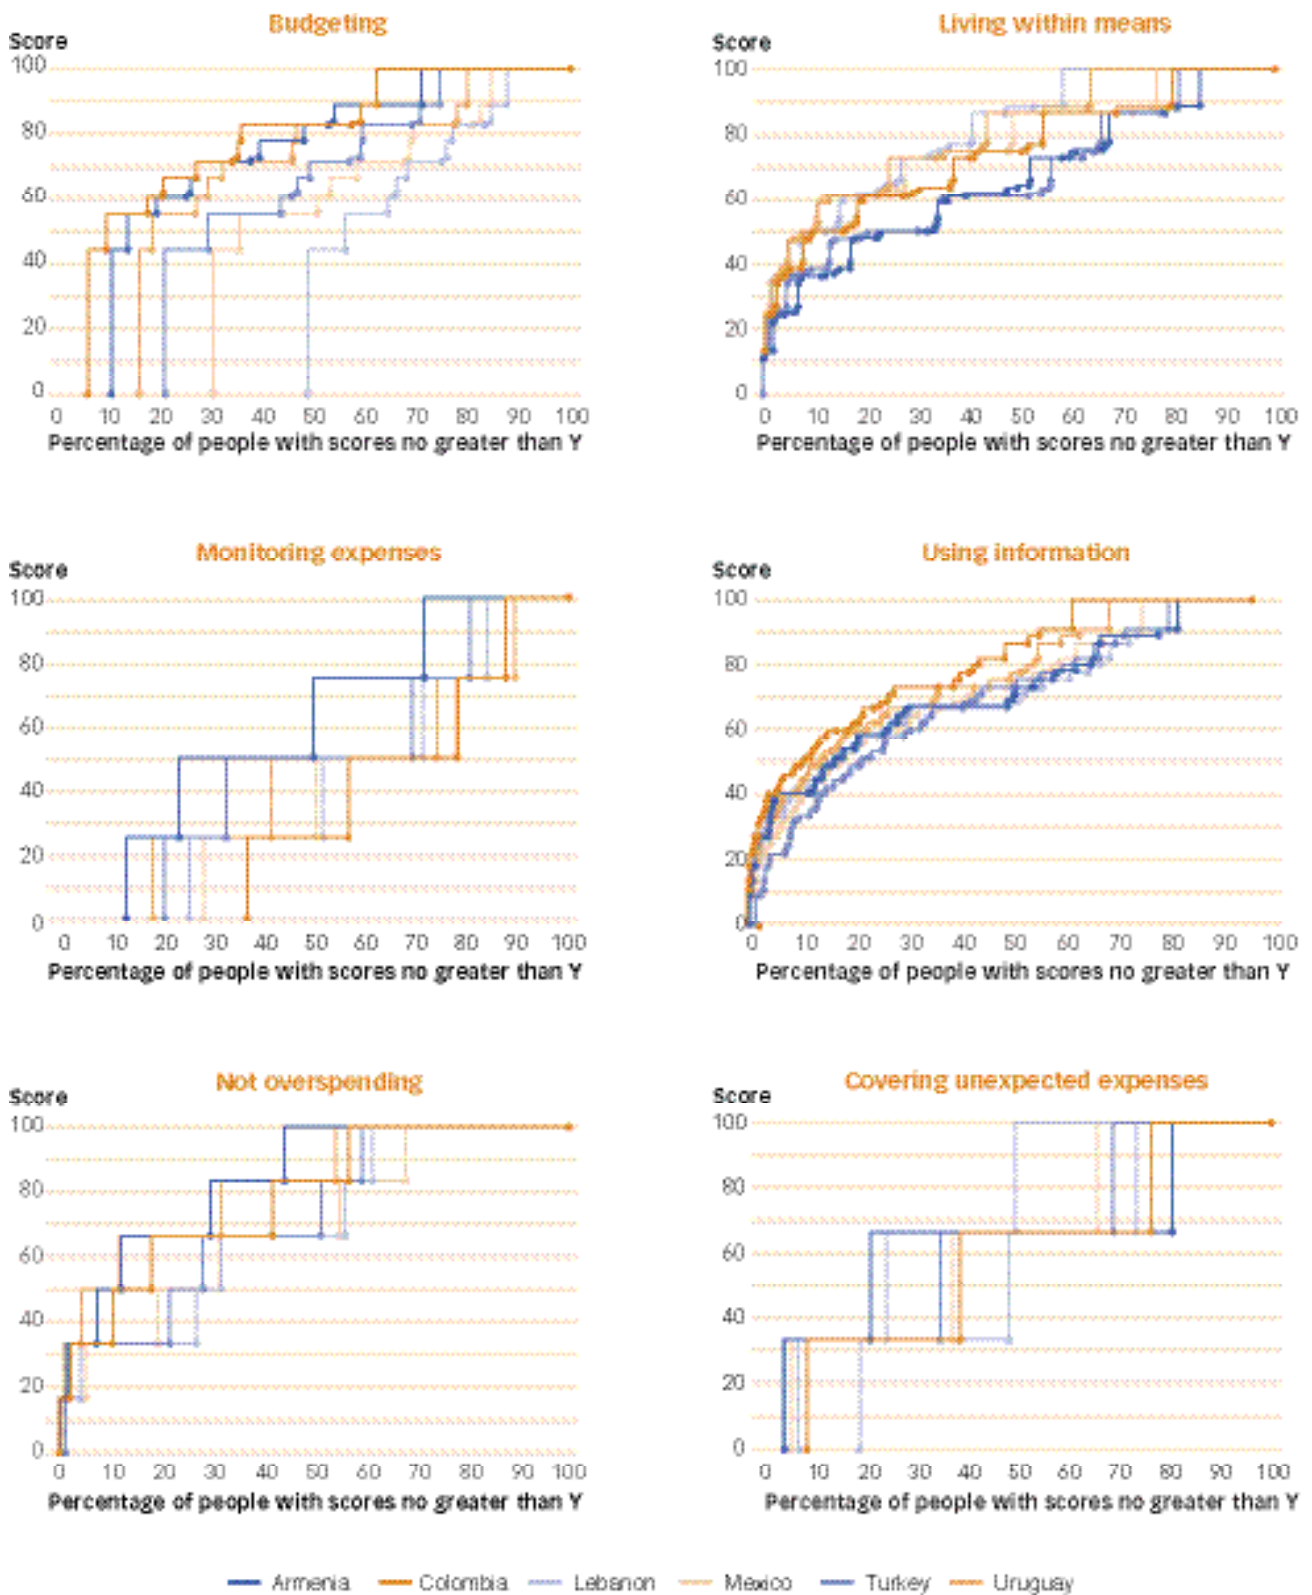 Budgeting
Score
100
80
60
40
20
0
0 10 20 30 40 50 60 70 80 90 100
Percentage of people with scores no greater than Y
Living within means
Score
100
80
60
40
20
0
0 10 20 30 40 50 60 70 80 90 100
Percentage of people with scores no greater than Y
Monitoring expenses
Score
100
80
60
40
20
0
0 10 20 30 40 50 60 70 80 90 100
Percentage of people with scores no greater than Y
Using information
Score
100
80
60
40
20
0
0 10 20 30 40 50 60 70 80 90 100
Percentage of people with scores no greater than Y
Not overspending
Score
100
80
60
40
20
0
0 10 20 30 40 50 60 70 80 90 100
Percentage of people with scores no greater than Y
Covering unexpected expenses
Score
100
80
60
40
20
0
0 10 20 30 40 50 60 70 80 90 100
Percentage of people with scores no greater than Y
Armenia Colombia Lebanon Mexico Turkey Uruguay